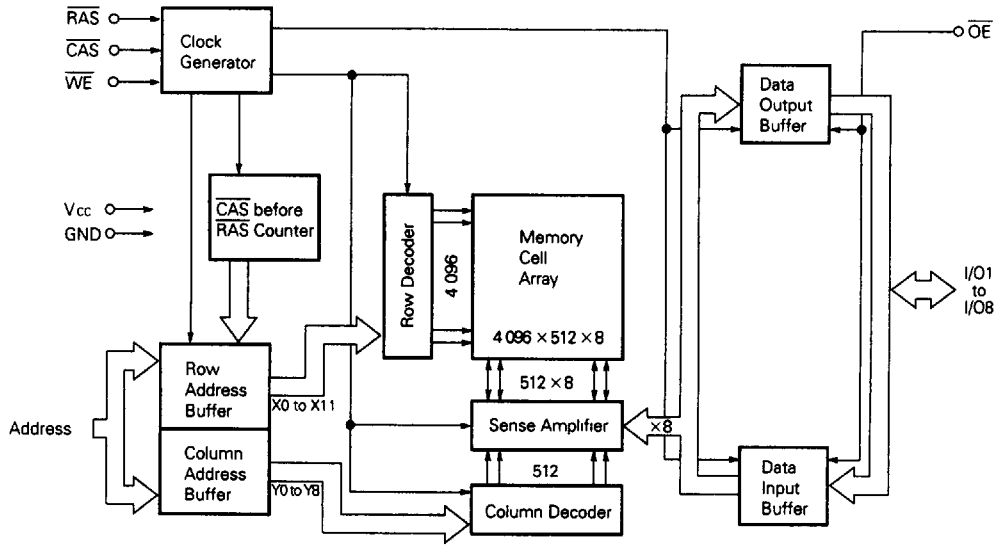 RAS
CAS
WE
Clock
Generator
OE
Data
Output
Buffer
CAS before
RAS Counter
Vcc
GND
Row Decoder
4 096
Memory
Cell
Array
4 096 × 512 × 8
I/O1
to
I/O8
Row
Address
Buffer
X0 to X11
512 × 8
Address
Sense Amplifier
×8
Column
Address
Buffer
Y0 to Y8
512
Column Decoder
Data
Input
Buffer